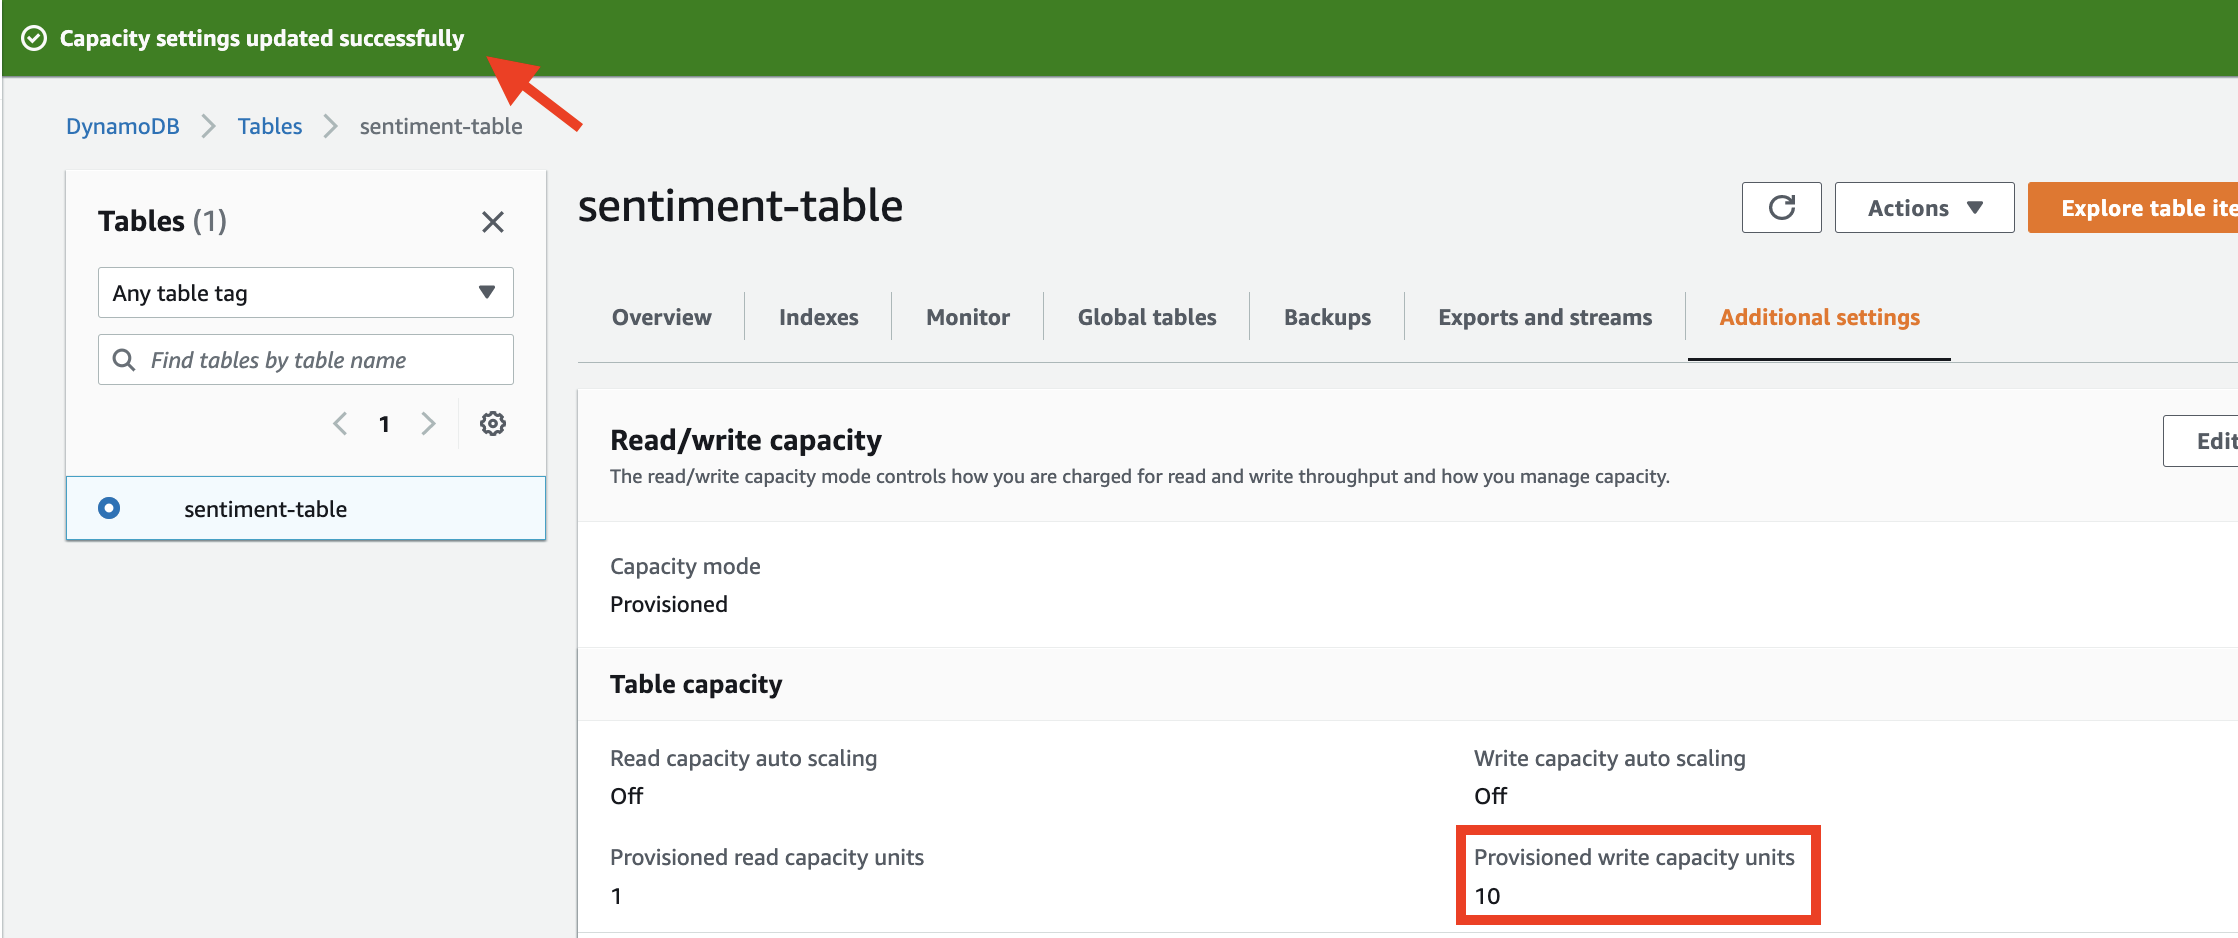 Capacity settings updated successfully
DynamoDB > Tables > sentiment-table
Tables (1)
Any table tag
Find tables by table name
1
sentiment-table
sentiment-table
Actions
Explore table ite
Overview
Indexes
Monitor
Global tables
Backups
Exports and streams
Additional settings
Read/write capacity
Edit
The read/write capacity mode controls how you are charged for read and write throughput and how you manage capacity.
Capacity mode
Provisioned
Table capacity
Read capacity auto scaling
Off
Write capacity auto scaling
Off
Provisioned read capacity units
1
Provisioned write capacity units
10